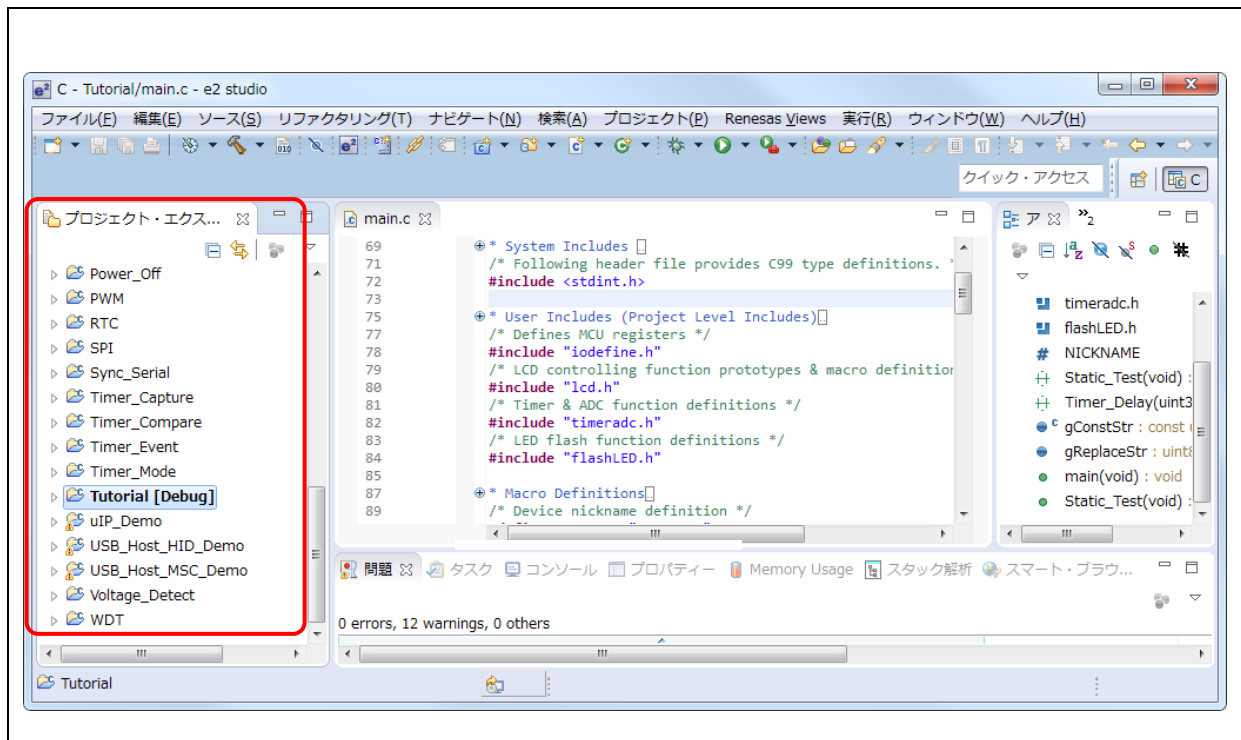 C - Tutorial/main.c - e2 studio
ファイル(F) 編集(E) ソース(S) リファクタリング(T) ナビゲート(N) 検索(A) プロジェクト(P) Renesas Views 実行(R) ウィンドウ(W) ヘルプ(H)
クイック・アクセス
C
プロジェクト・エクス...
Power_Off
PWM
RTC
SPI
Sync_Serial
Timer_Capture
Timer_Compare
Timer_Event
Timer_Mode
Tutorial [Debug]
uIP_Demo
USB_Host_HID_Demo
USB_Host_MSC_Demo
Voltage_Detect
WDT
main.c
69 * System Includes
71 /* Following header file provides C99 type definitions.
72 #include <stdint.h>
73
75 * User Includes (Project Level Includes)
77 /* Defines MCU registers */
78 #include "iodefine.h"
79 /* LCD controlling function prototypes & macro definition
80 #include "lcd.h"
81 /* Timer & ADC function definitions */
82 #include "timeradc.h"
83 /* LED flash function definitions */
84 #include "flashLED.h"
85
87 * Macro Definitions
89 /* Device nickname definition */
ア
»2
timeradc.h
flashLED.h
# NICKNAME
Static_Test(void) :
Timer_Delay(uint3
gConstStr : const
gReplaceStr : uint8
main(void) : void
Static_Test(void) :
問題 タスク コンソール プロパティー Memory Usage スタック解析 スマート・ブラウ...
0 errors, 12 warnings, 0 others
Tutorial